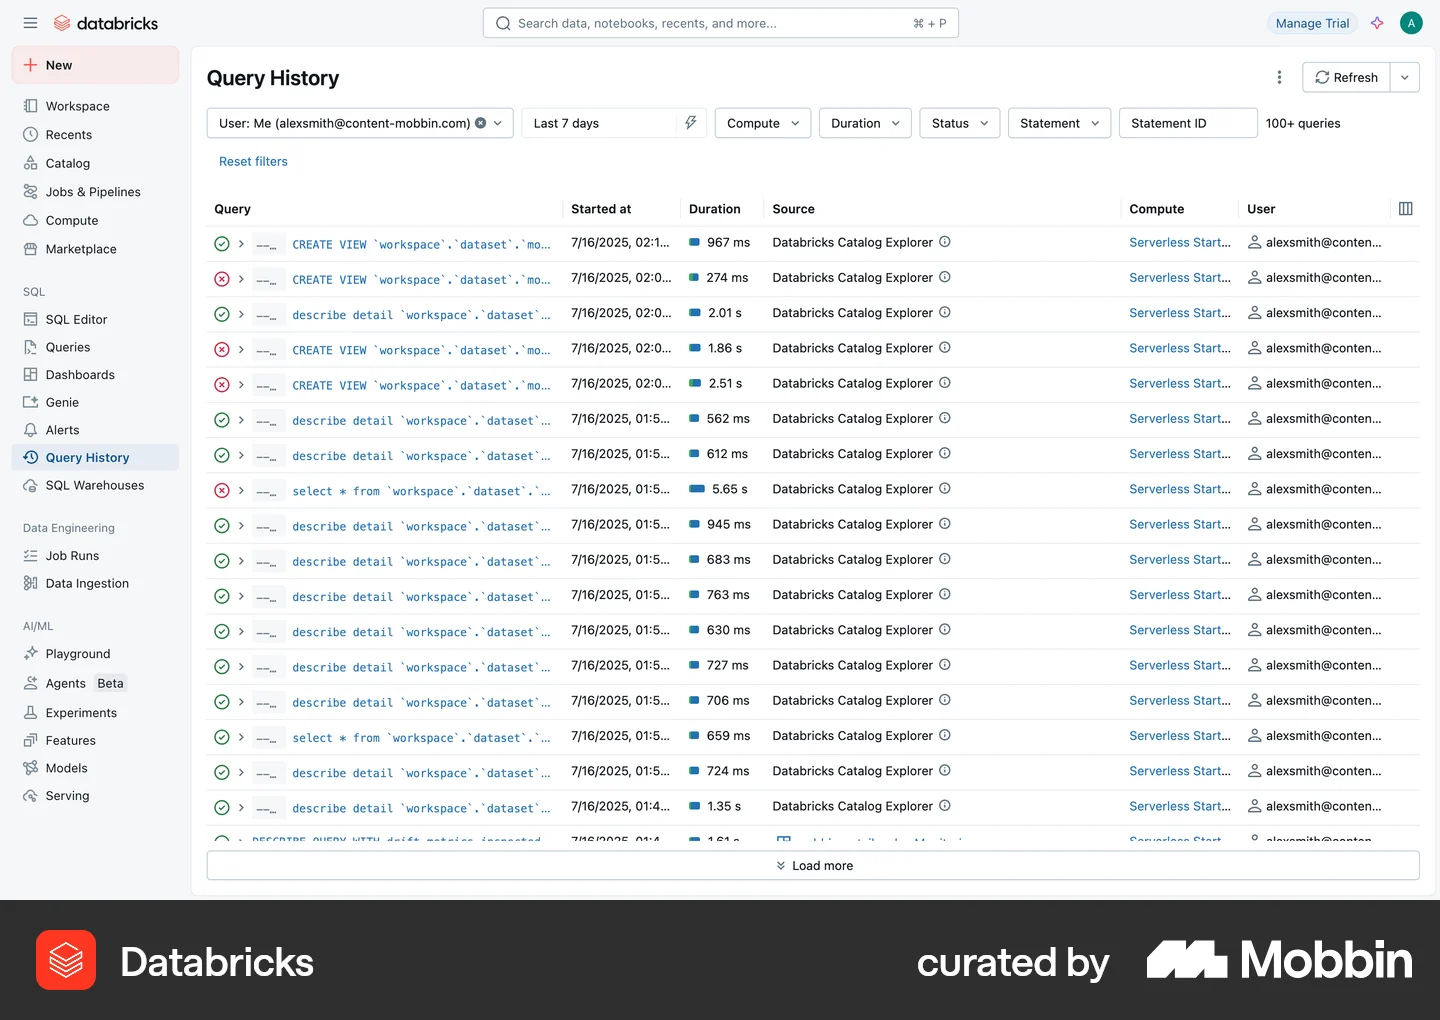 databricks
Search data, notebooks, recents, and more...
⌘ + P
Manage Trial
A
New
Workspace
Recents
Catalog
Jobs & Pipelines
Compute
Marketplace
SQL
SQL Editor
Queries
Dashboards
Genie
Alerts
Query History
SQL Warehouses
Data Engineering
Job Runs
Data Ingestion
AI/ML
Playground
Agents Beta
Experiments
Features
Models
Serving
Query History
Refresh
User: Me (alexsmith@content-mobbin.com)
Last 7 days
Compute
Duration
Status
Statement
Statement ID
100+ queries
Reset filters
Query Started at Duration Source Compute User
--… CREATE VIEW `workspace`.`dataset`.`mo... 7/16/2025, 02:1... 967 ms Databricks Catalog Explorer Serverless Start... alexsmith@conten...
--… CREATE VIEW `workspace`.`dataset`.`mo... 7/16/2025, 02:0... 274 ms Databricks Catalog Explorer Serverless Start... alexsmith@conten...
--… describe detail `workspace`.`dataset`... 7/16/2025, 02:0... 2.01 s Databricks Catalog Explorer Serverless Start... alexsmith@conten...
--… CREATE VIEW `workspace`.`dataset`.`mo... 7/16/2025, 02:0... 1.86 s Databricks Catalog Explorer Serverless Start... alexsmith@conten...
--… CREATE VIEW `workspace`.`dataset`.`mo... 7/16/2025, 02:0... 2.51 s Databricks Catalog Explorer Serverless Start... alexsmith@conten...
--… describe detail `workspace`.`dataset`... 7/16/2025, 01:5... 562 ms Databricks Catalog Explorer Serverless Start... alexsmith@conten...
--… describe detail `workspace`.`dataset`... 7/16/2025, 01:5... 612 ms Databricks Catalog Explorer Serverless Start... alexsmith@conten...
--… select * from `workspace`.`dataset`.`... 7/16/2025, 01:5... 5.65 s Databricks Catalog Explorer Serverless Start... alexsmith@conten...
--… describe detail `workspace`.`dataset`... 7/16/2025, 01:5... 945 ms Databricks Catalog Explorer Serverless Start... alexsmith@conten...
--… describe detail `workspace`.`dataset`... 7/16/2025, 01:5... 683 ms Databricks Catalog Explorer Serverless Start... alexsmith@conten...
--… describe detail `workspace`.`dataset`... 7/16/2025, 01:5... 763 ms Databricks Catalog Explorer Serverless Start... alexsmith@conten...
--… describe detail `workspace`.`dataset`... 7/16/2025, 01:5... 630 ms Databricks Catalog Explorer Serverless Start... alexsmith@conten...
--… describe detail `workspace`.`dataset`... 7/16/2025, 01:5... 727 ms Databricks Catalog Explorer Serverless Start... alexsmith@conten...
--… describe detail `workspace`.`dataset`... 7/16/2025, 01:5... 706 ms Databricks Catalog Explorer Serverless Start... alexsmith@conten...
--… select * from `workspace`.`dataset`.`... 7/16/2025, 01:5... 659 ms Databricks Catalog Explorer Serverless Start... alexsmith@conten...
--… describe detail `workspace`.`dataset`... 7/16/2025, 01:5... 724 ms Databricks Catalog Explorer Serverless Start... alexsmith@conten...
--… describe detail `workspace`.`dataset`... 7/16/2025, 01:4... 1.35 s Databricks Catalog Explorer Serverless Start... alexsmith@conten...
DESCRIBE QUERY WITH drift_metrics_inspected 7/16/2025, 01:4... 1.61 s Serverless Start... alexsmith@conten...
Load more
Databricks
curated by Mobbin